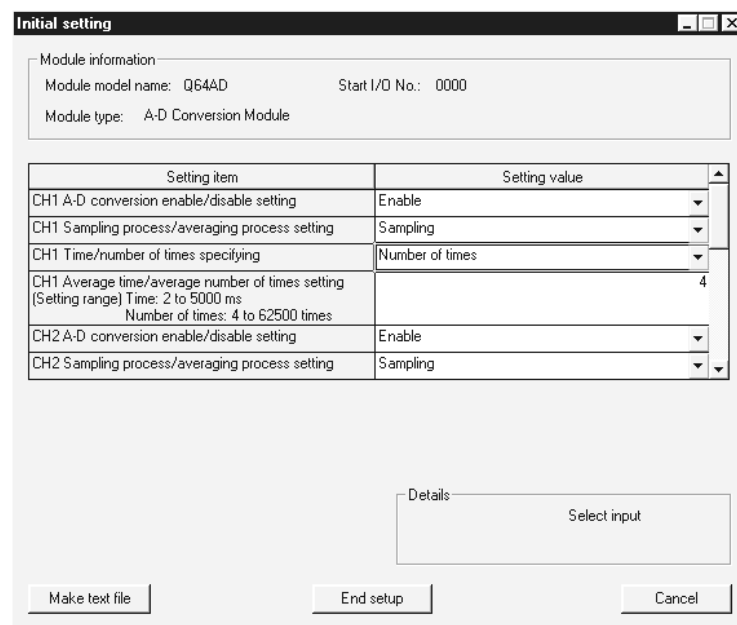 Initial setting
Module information
Module model name: Q64AD Start I/O No.: 0000
Module type: A-D Conversion Module
Setting item Setting value
CH1 A-D conversion enable/disable setting Enable
CH1 Sampling process/averaging process setting Sampling
CH1 Time/number of times specifying Number of times
CH1 Average time/average number of times setting 4
(Setting range) Time: 2 to 5000 ms
Number of times: 4 to 62500 times
CH2 A-D conversion enable/disable setting Enable
CH2 Sampling process/averaging process setting Sampling
Details
Select input
Make text file End setup Cancel